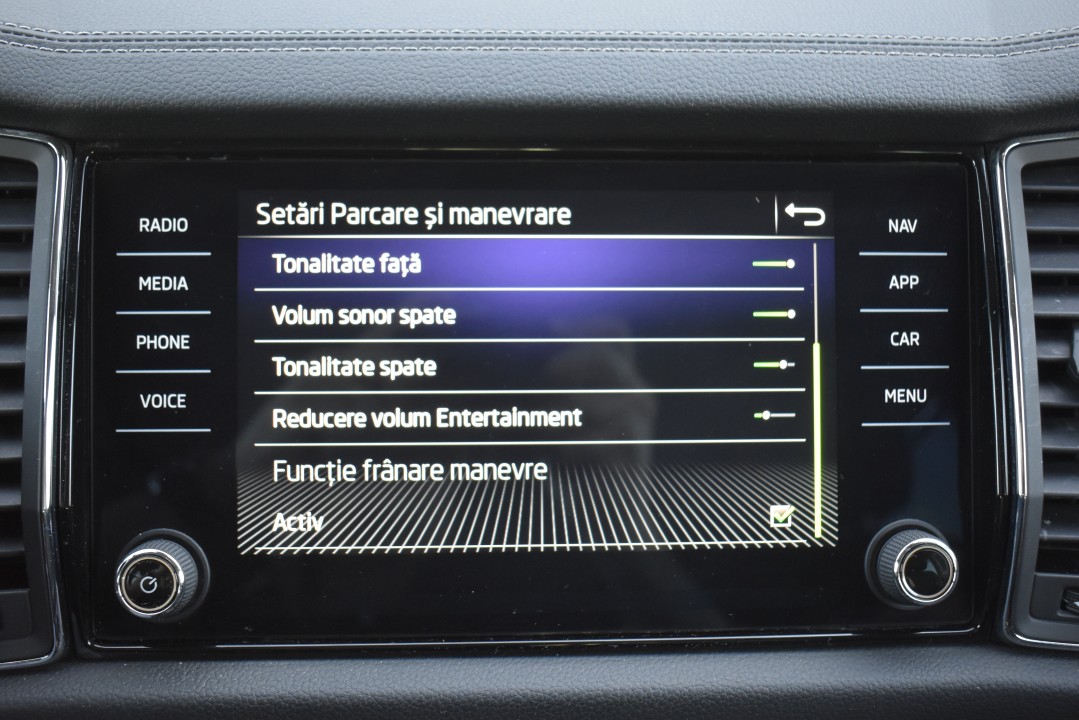 Setări Parcare și manevrare
Tonalitate față
Volum sonor spate
Tonalitate spate
Reducere volum Entertainment
Funcție frânare manevre
Activ
RADIO
MEDIA
PHONE
VOICE
NAV
APP
CAR
MENU